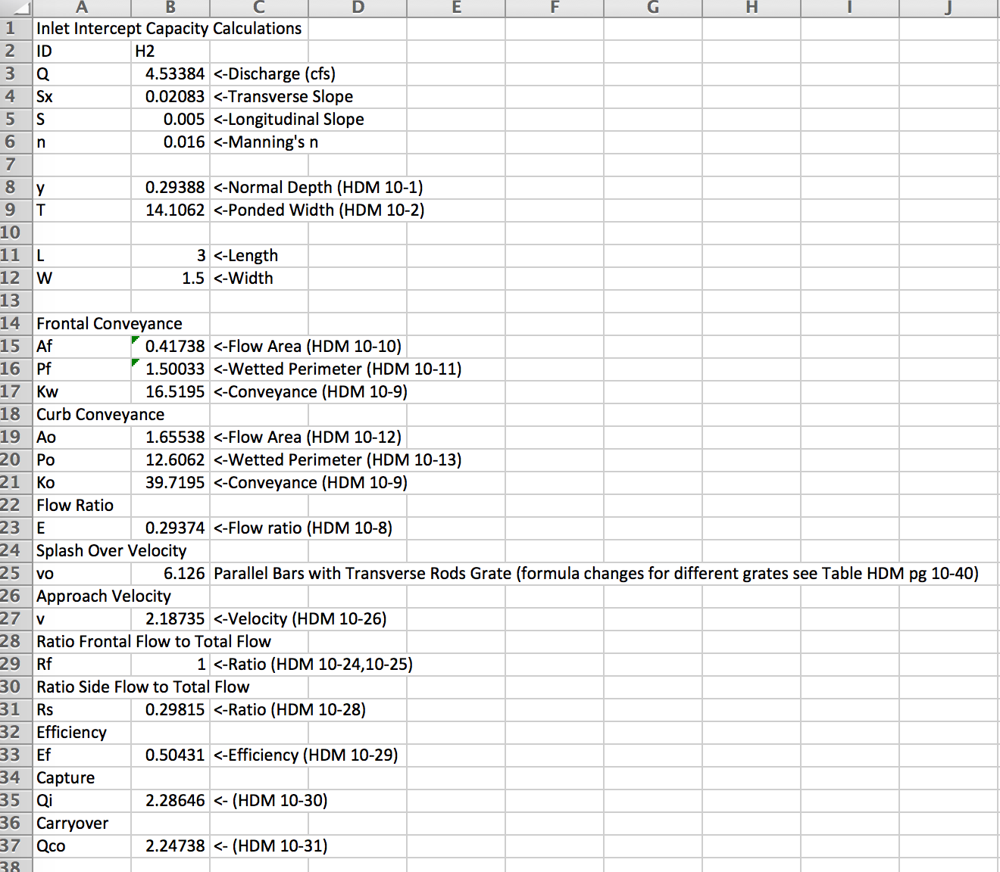 A B C D E F G H I J
1 Inlet Intercept Capacity Calculations
2 ID H2
3 Q 4.53384 <-Discharge (cfs)
4 Sx 0.02083 <-Transverse Slope
5 S 0.005 <-Longitudinal Slope
6 n 0.016 <-Manning's n
7
8 y 0.29388 <-Normal Depth (HDM 10-1)
9 T 14.1062 <-Ponded Width (HDM 10-2)
10
11 L 3 <-Length
12 W 1.5 <-Width
13
14 Frontal Conveyance
15 Af 0.41738 <-Flow Area (HDM 10-10)
16 Pf 1.50033 <-Wetted Perimeter (HDM 10-11)
17 Kw 16.5195 <-Conveyance (HDM 10-9)
18 Curb Conveyance
19 Ao 1.65538 <-Flow Area (HDM 10-12)
20 Po 12.6062 <-Wetted Perimeter (HDM 10-13)
21 Ko 39.7195 <-Conveyance (HDM 10-9)
22 Flow Ratio
23 E 0.29374 <-Flow ratio (HDM 10-8)
24 Splash Over Velocity
25 vo 6.126 Parallel Bars with Transverse Rods Grate (formula changes for different grates see Table HDM pg 10-40)
26 Approach Velocity
27 v 2.18735 <-Velocity (HDM 10-26)
28 Ratio Frontal Flow to Total Flow
29 Rf 1 <-Ratio (HDM 10-24,10-25)
30 Ratio Side Flow to Total Flow
31 Rs 0.29815 <-Ratio (HDM 10-28)
32 Efficiency
33 Ef 0.50431 <-Efficiency (HDM 10-29)
34 Capture
35 Qi 2.28646 <- (HDM 10-30)
36 Carryover
37 Qco 2.24738 <- (HDM 10-31)
38